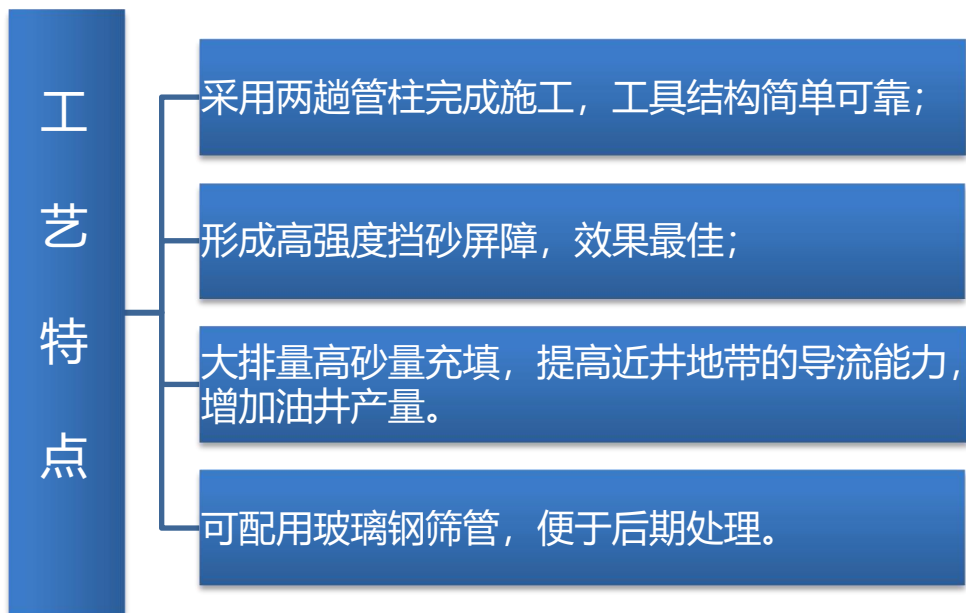 工艺特点
采用两趟管柱完成施工，工具结构简单可靠；
形成高强度挡砂屏障，效果最佳；
大排量高砂量充填，提高近井地带的导流能力，
增加油井产量。
可配用玻璃钢筛管，便于后期处理。